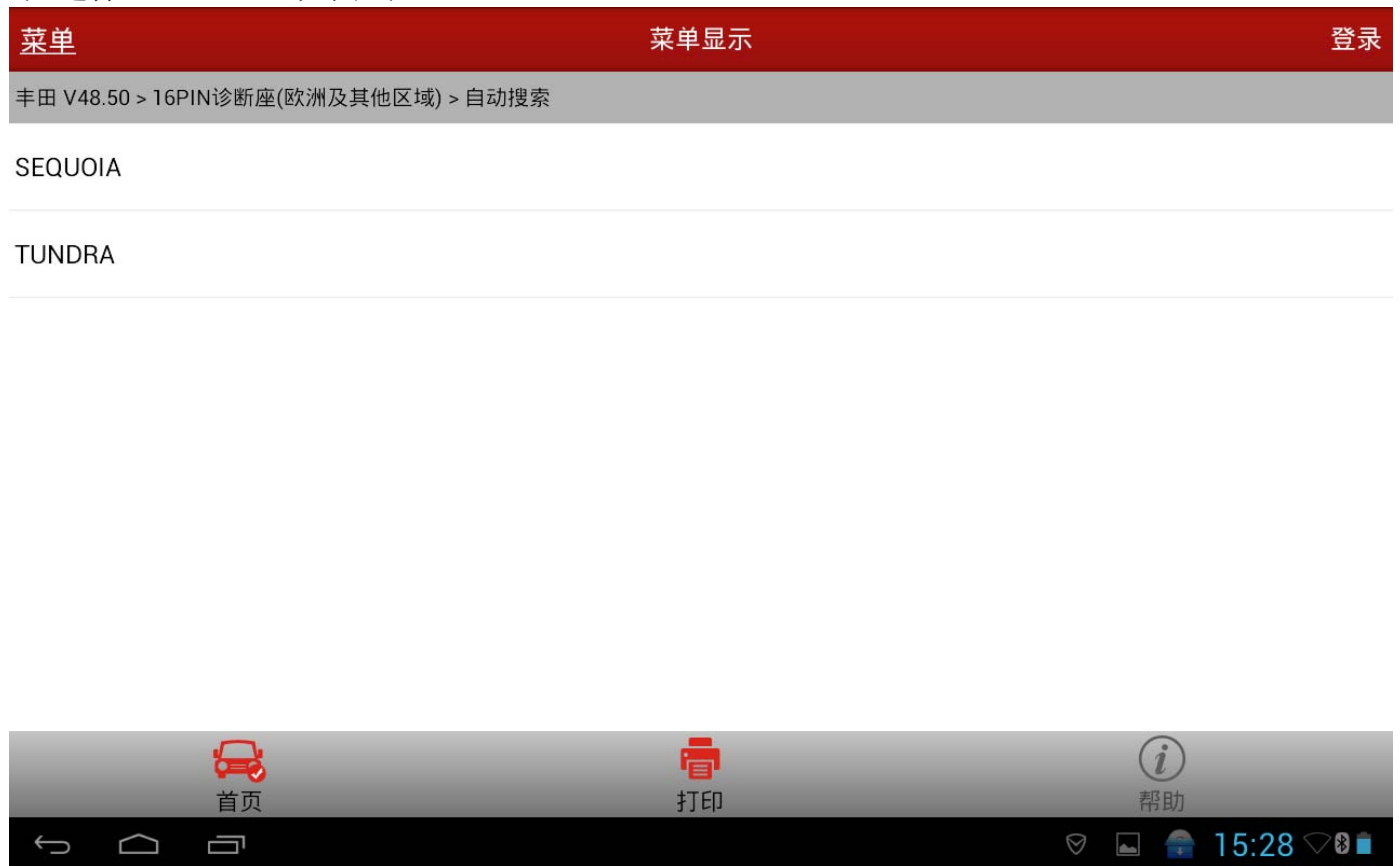 菜单 菜单显示 登录
丰田 V48.50 > 16PIN诊断座(欧洲及其他区域) > 自动搜索
SEQUOIA
TUNDRA
首页 打印 帮助
15:28